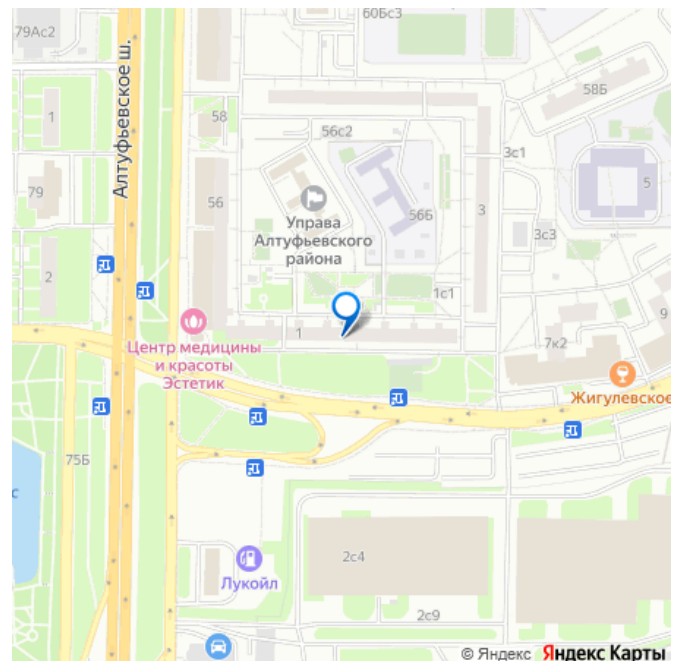 79Ас2
60Бс3
Алтуфьевское ш.
1
58
58Б
56с2
3с1
79
56
Управа
Алтуфьевского
района
56Б
3
5
3с3
2
1с1
1
Центр медицины
и красоты
Эстетик
7к2
9
Жигулевское
75Б
с
2с4
Лукойл
2с9
© Яндекс Яндекс Карты